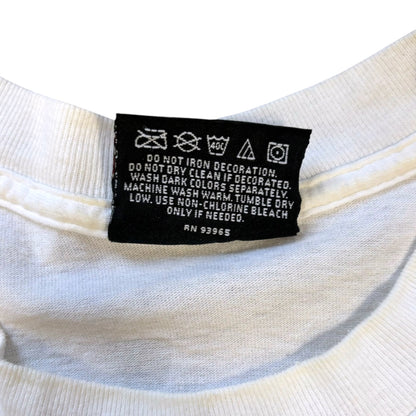 40C
DO NOT IRON DECORATION.
DO NOT DRY CLEAN IF DECORATED.
WASH DARK COLORS SEPARATELY.
MACHINE WASH WARM. TUMBLE DRY
LOW. USE NON-CHLORINE BLEACH
ONLY IF NEEDED.
RN 93965